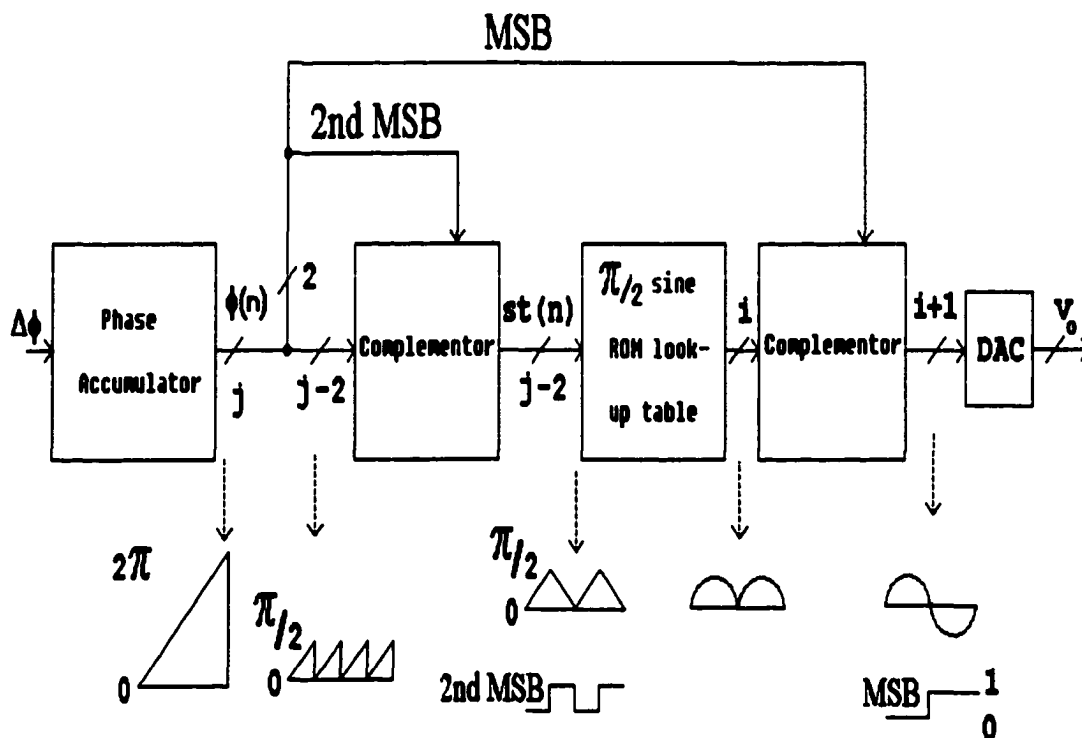 MSB
2nd MSB
Δϕ
Phase
Accumulator
ϕ(n)
2
j
j-2
Complementor
st(n)
j-2
π/2 sine
ROM look-
up table
i
Complementor
i+1
DAC
V₀
2π
0
π/2
0
π/2
0
2nd MSB
MSB
1
0